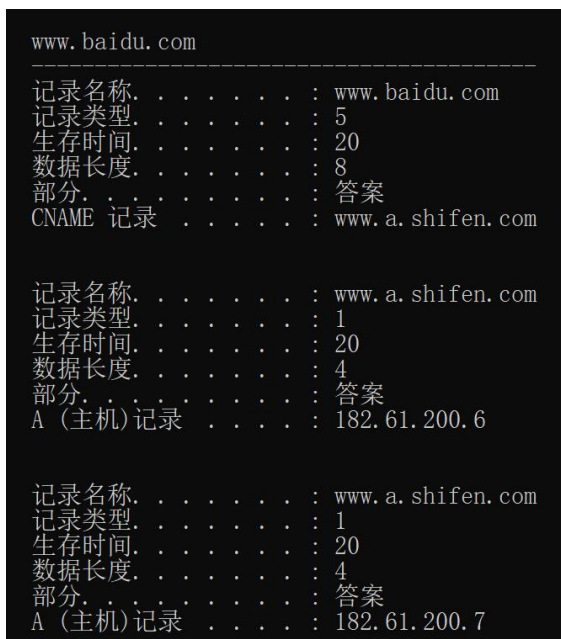 www.baidu.com
----------------------------------------
记录名称. . . . . . . : www.baidu.com
记录类型. . . . . . . : 5
生存时间. . . . . . . : 20
数据长度. . . . . . . : 8
部分. . . . . . . . . : 答案
CNAME 记录 . . . . . : www.a.shifen.com
记录名称. . . . . . . : www.a.shifen.com
记录类型. . . . . . . : 1
生存时间. . . . . . . : 20
数据长度. . . . . . . : 4
部分. . . . . . . . . : 答案
A (主机)记录 . . . . : 182.61.200.6
记录名称. . . . . . . : www.a.shifen.com
记录类型. . . . . . . : 1
生存时间. . . . . . . : 20
数据长度. . . . . . . : 4
部分. . . . . . . . . : 答案
A (主机)记录 . . . . : 182.61.200.7